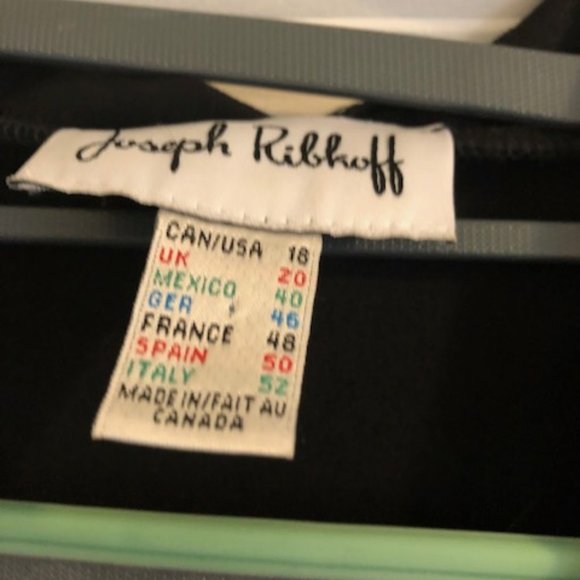 Joseph Ribkoff
CAN/USA 18
UK 20
MEXICO 40
GER 46
FRANCE 48
SPAIN 50
ITALY 52
MADE IN/FAIT AU
CANADA